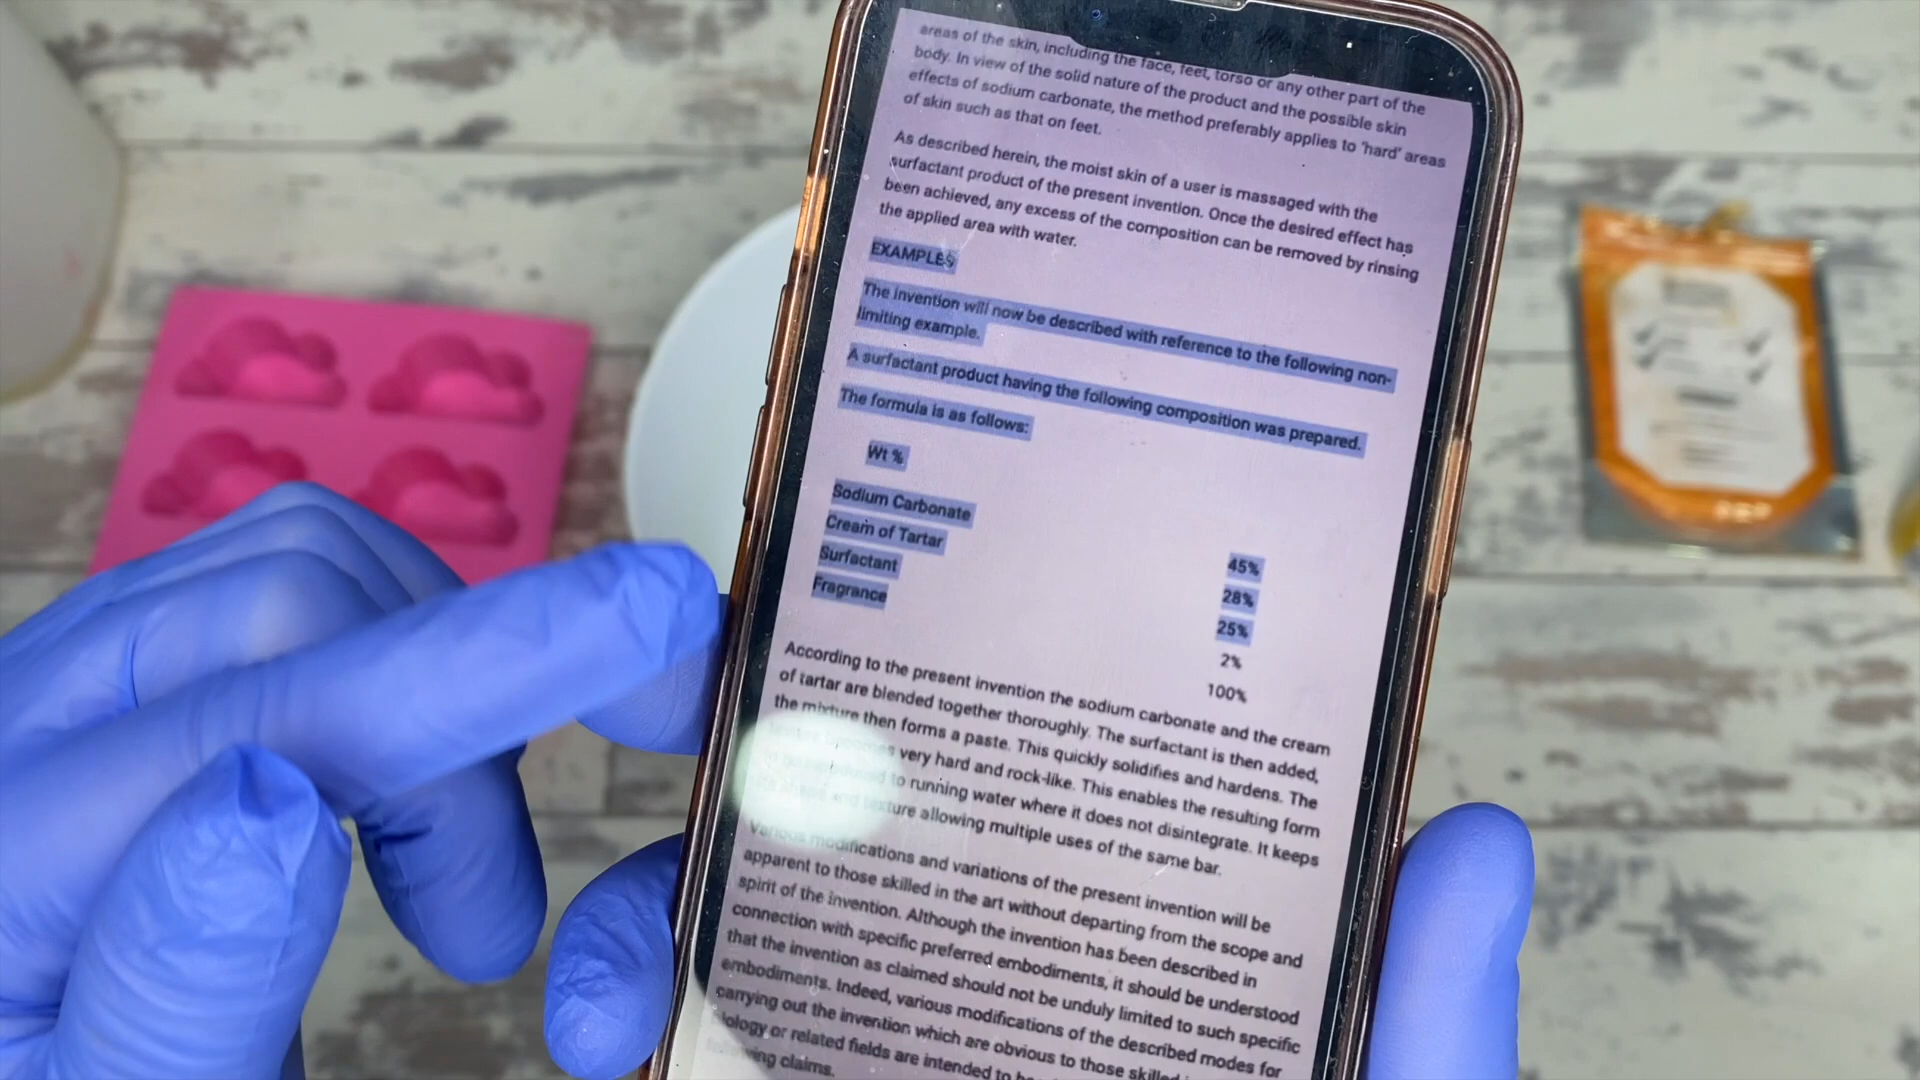 areas of the skin, including the face, feet, torso or any other part of the
body. In view of the solid nature of the product and the possible skin
effects of sodium carbonate, the method preferably applies to 'hard' areas
of skin such as that on feet.
As described herein, the moist skin of a user is massaged with the
surfactant product of the present invention. Once the desired effect has
been achieved, any excess of the composition can be removed by rinsing
the applied area with water.
EXAMPLES
The invention will now be described with reference to the following non-
limiting example.
A surfactant product having the following composition was prepared.
The formula is as follows:
Wt %
Sodium Carbonate
Cream of Tartar
Surfactant
Fragrance
45%
28%
25%
2%
100%
According to the present invention the sodium carbonate and the cream
of tartar are blended together thoroughly. The surfactant is then added,
the mixture then forms a paste. This quickly solidifies and hardens. The
very hard and rock-like. This enables the resulting form
to running water where it does not disintegrate. It keeps
and texture allowing multiple uses of the same bar.
Various modifications and variations of the present invention will be
apparent to those skilled in the art without departing from the scope and
spirit of the invention. Although the invention has been described in
connection with specific preferred embodiments, it should be understood
that the invention as claimed should not be unduly limited to such specific
embodiments. Indeed, various modifications of the described modes for
carrying out the invention which are obvious to those skilled
or related fields are intended to
claims.